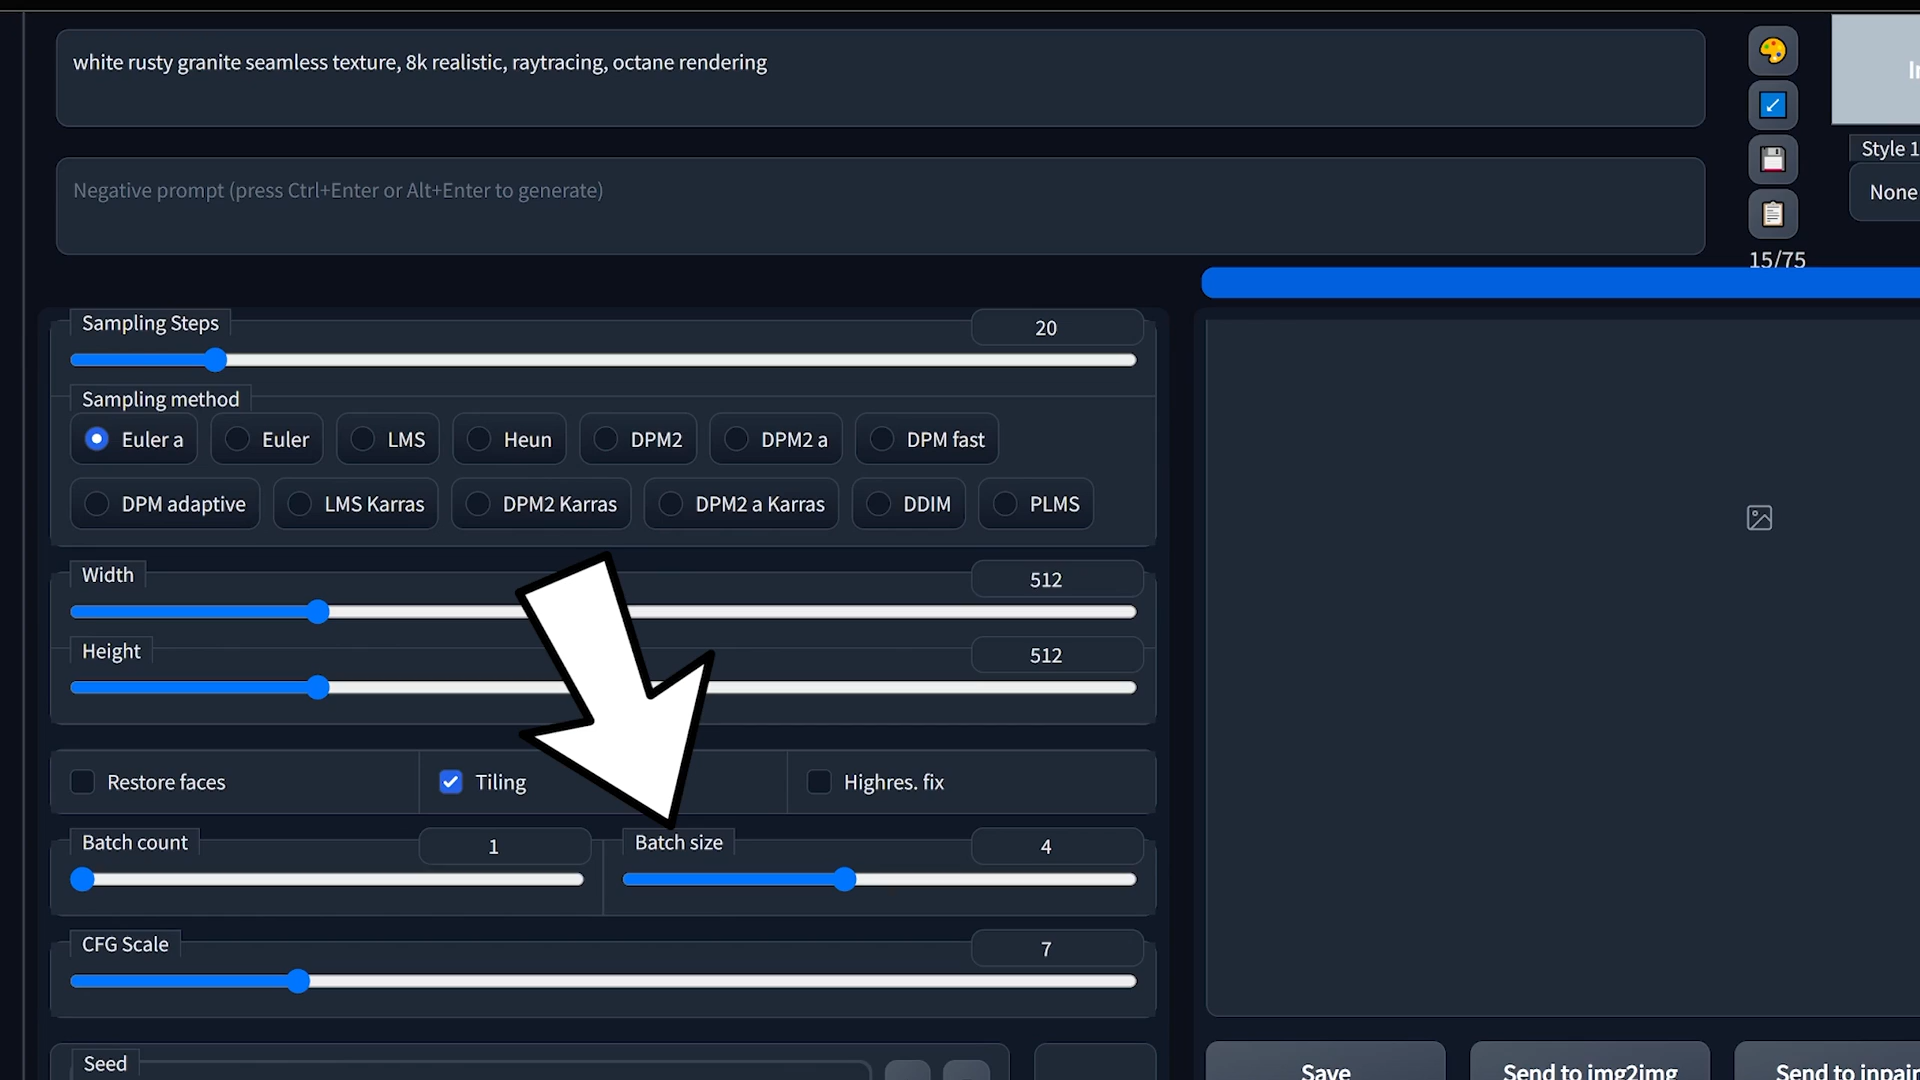 white rusty granite seamless texture, 8k realistic, raytracing, octane rendering
Negative prompt (press Ctrl+Enter or Alt+Enter to generate)
Style 1
None
15/75
Sampling Steps
20
Sampling method
Euler a
Euler
LMS
Heun
DPM2
DPM2 a
DPM fast
DPM adaptive
LMS Karras
DPM2 Karras
DPM2 a Karras
DDIM
PLMS
Width
512
Height
512
Restore faces
Tiling
Highres. fix
Batch count
1
Batch size
4
CFG Scale
7
Seed
Save
Send to img2img
Send to